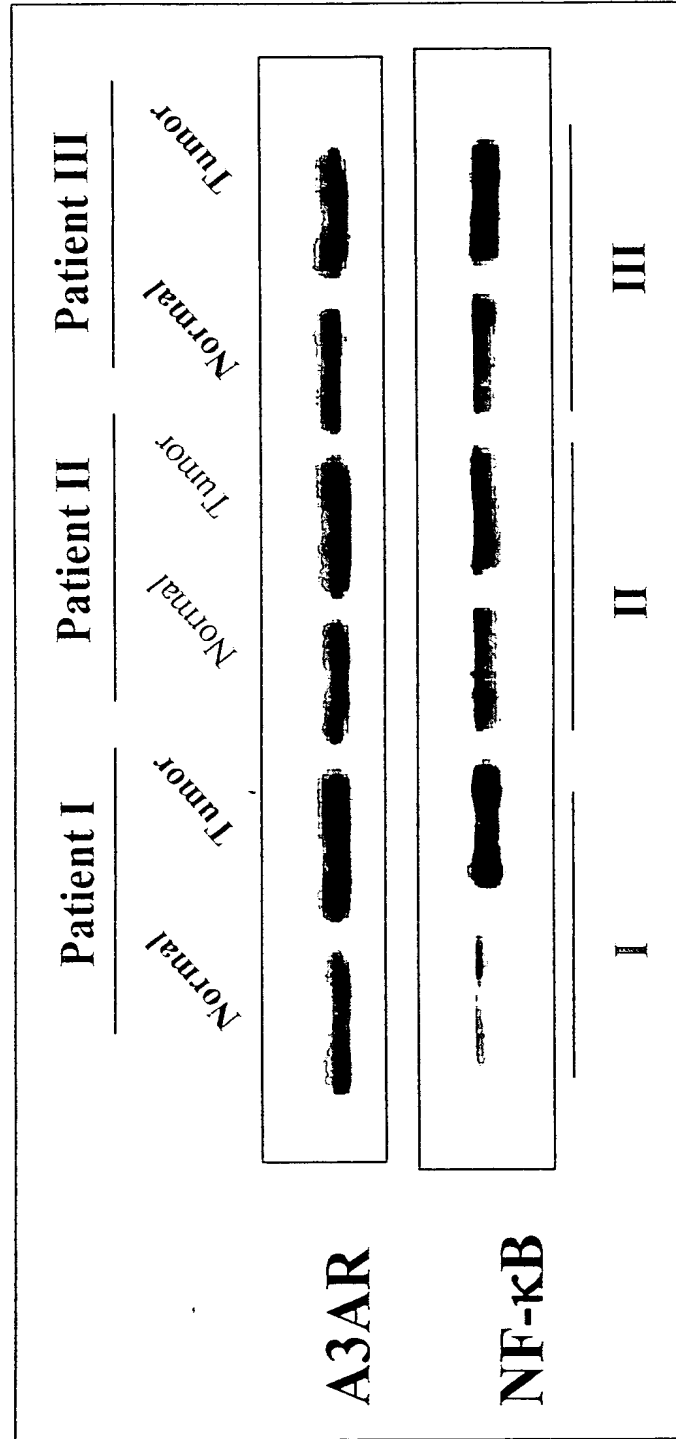 Patient I Patient II Patient III
Normal Tumor Normal Tumor Normal Tumor
A3AR
NF-κB
I II III